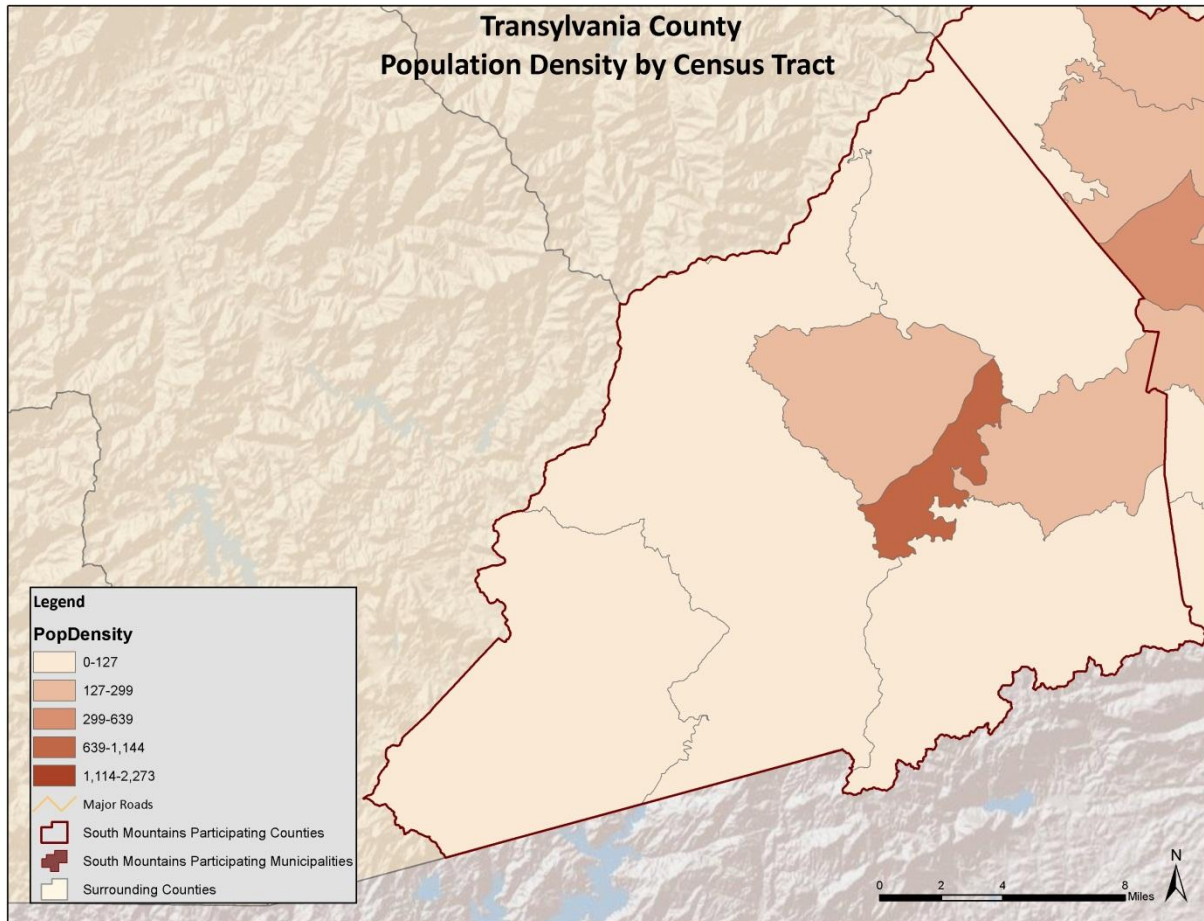 Transylvania County
Population Density by Census Tract
Legend
PopDensity
0-127
127-299
299-639
639-1,144
1,114-2,273
Major Roads
South Mountains Participating Counties
South Mountains Participating Municipalities
Surrounding Counties
N
0 2 4 8
Miles